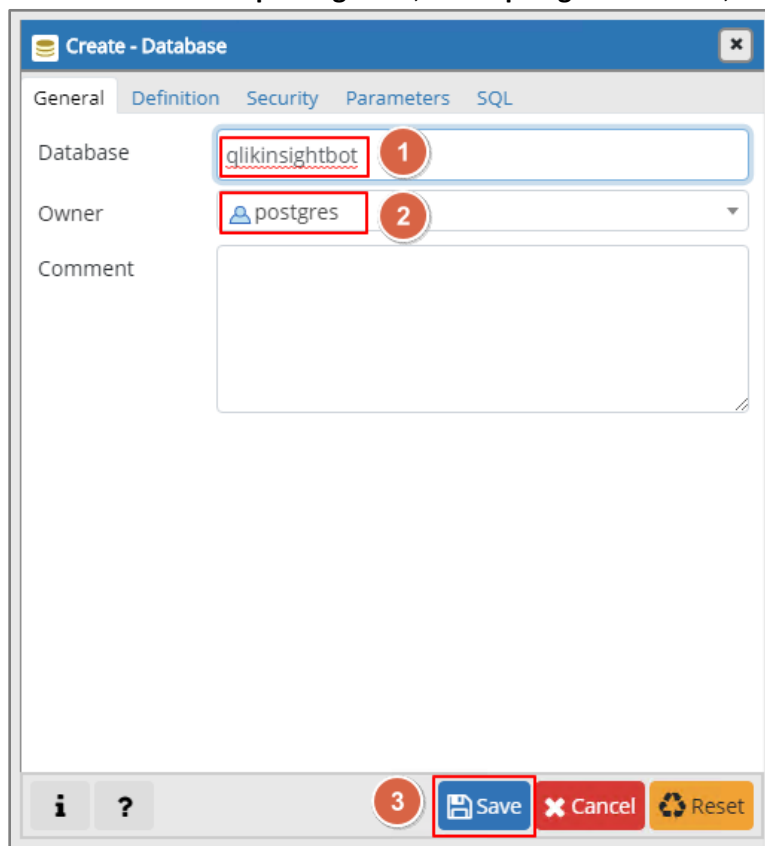 Create - Database
General Definition Security Parameters SQL
Database qlikinsightbot 1
Owner postgres 2
Comment
i ? 3 Save Cancel Reset